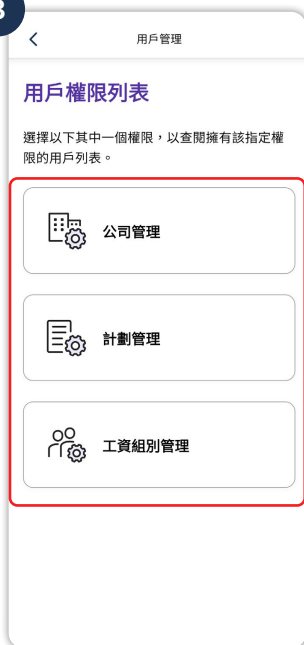 用戶管理
用戶權限列表
選擇以下其中一個權限，以查閱擁有該指定權
限的用戶列表。
公司管理
計劃管理
工資組別管理